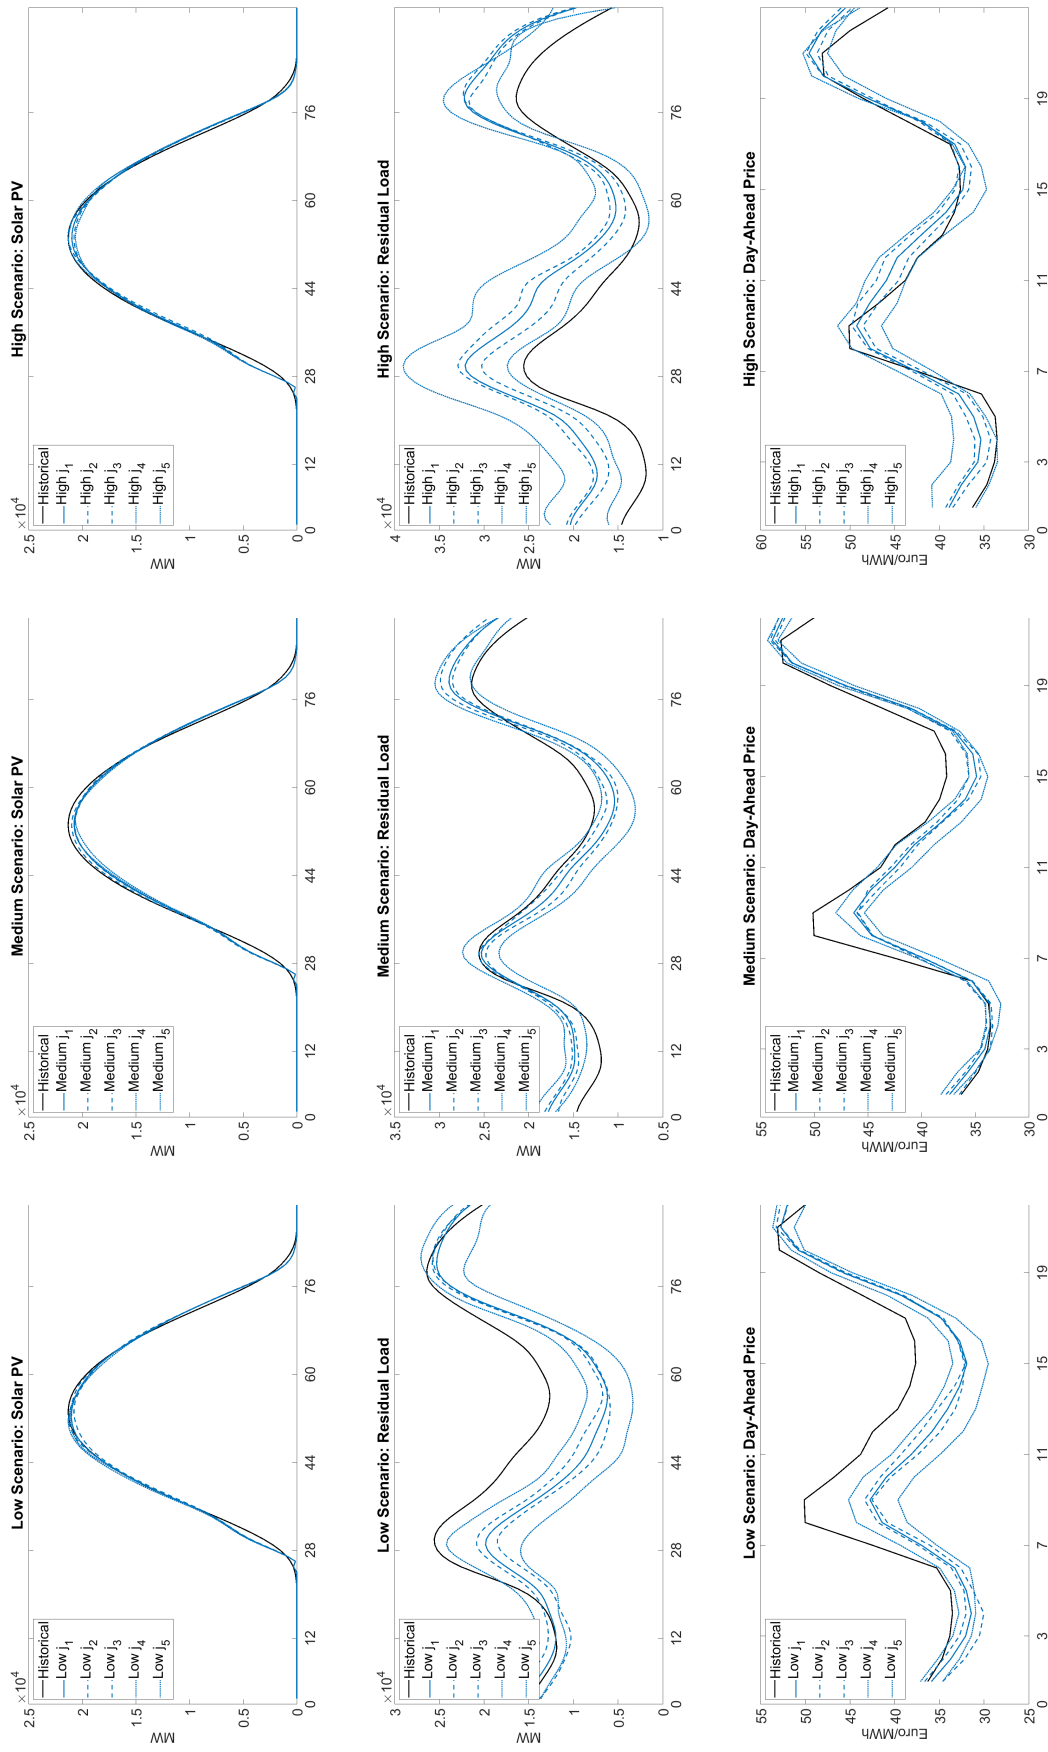 Low Scenario: Solar PV
×10⁴
2.5
2
1.5
1
0.5
0
MW
Historical
Low j₁
Low j₂
Low j₃
Low j₄
Low j₅
0 12 28 44 60 76
Medium Scenario: Solar PV
×10⁴
2.5
2
1.5
1
0.5
0
MW
Historical
Medium j₁
Medium j₂
Medium j₃
Medium j₄
Medium j₅
0 12 28 44 60 76
High Scenario: Solar PV
×10⁴
2.5
2
1.5
1
0.5
0
MW
Historical
High j₁
High j₂
High j₃
High j₄
High j₅
0 12 28 44 60 76
Low Scenario: Residual Load
×10⁴
3
2.5
2
1.5
1
0.5
0
MW
Historical
Low j₁
Low j₂
Low j₃
Low j₄
Low j₅
0 12 28 44 60 76
Medium Scenario: Residual Load
×10⁴
3.5
3
2.5
2
1.5
1
0.5
MW
Historical
Medium j₁
Medium j₂
Medium j₃
Medium j₄
Medium j₅
0 12 28 44 60 76
High Scenario: Residual Load
×10⁴
4
3.5
3
2.5
2
1.5
1
MW
Historical
High j₁
High j₂
High j₃
High j₄
High j₅
0 12 28 44 60 76
Low Scenario: Day-Ahead Price
55
50
45
40
35
30
25
Euro/MWh
Historical
Low j₁
Low j₂
Low j₃
Low j₄
Low j₅
0 3 7 11 15 19
Medium Scenario: Day-Ahead Price
55
50
45
40
35
30
Euro/MWh
Historical
Medium j₁
Medium j₂
Medium j₃
Medium j₄
Medium j₅
0 3 7 11 15 19
High Scenario: Day-Ahead Price
60
55
50
45
40
35
30
Euro/MWh
Historical
High j₁
High j₂
High j₃
High j₄
High j₅
0 3 7 11 15 19